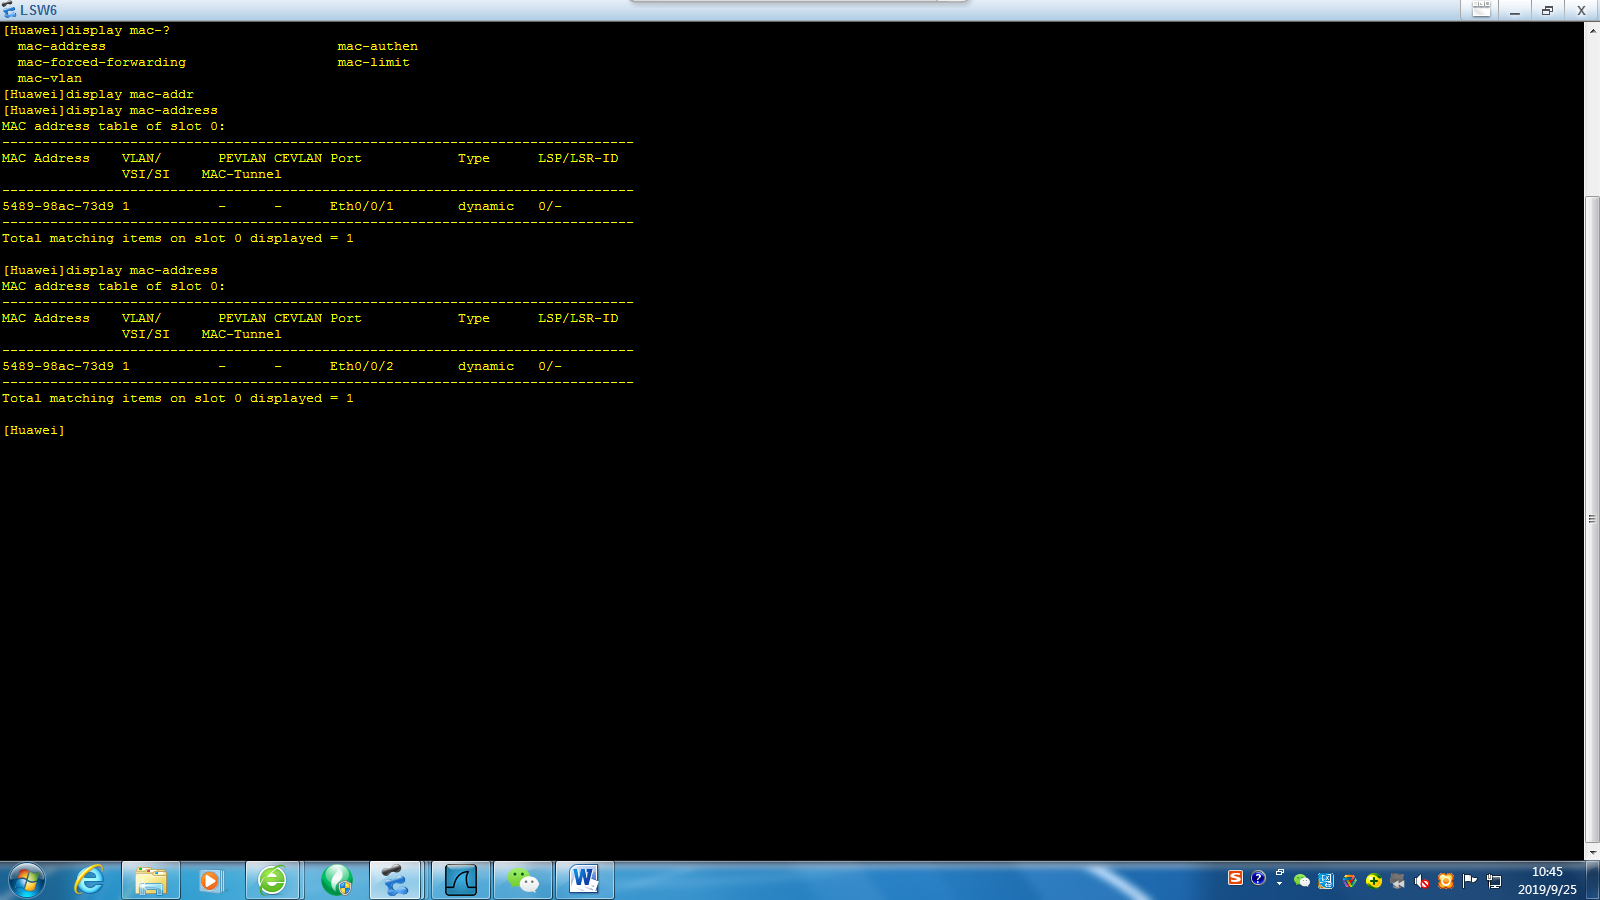 LSW6
[Huawei]display mac-?
mac-address mac-authen
mac-forced-forwarding mac-limit
mac-vlan
[Huawei]display mac-addr
[Huawei]display mac-address
MAC address table of slot 0:
-------------------------------------------------------------------------------
MAC Address VLAN/ PEVLAN CEVLAN Port Type LSP/LSR-ID
VSI/SI MAC-Tunnel
-------------------------------------------------------------------------------
5489-98ac-73d9 1 - - Eth0/0/1 dynamic 0/-
-------------------------------------------------------------------------------
Total matching items on slot 0 displayed = 1
[Huawei]display mac-address
MAC address table of slot 0:
-------------------------------------------------------------------------------
MAC Address VLAN/ PEVLAN CEVLAN Port Type LSP/LSR-ID
VSI/SI MAC-Tunnel
-------------------------------------------------------------------------------
5489-98ac-73d9 1 - - Eth0/0/2 dynamic 0/-
-------------------------------------------------------------------------------
Total matching items on slot 0 displayed = 1
[Huawei]
10:45
2019/9/25